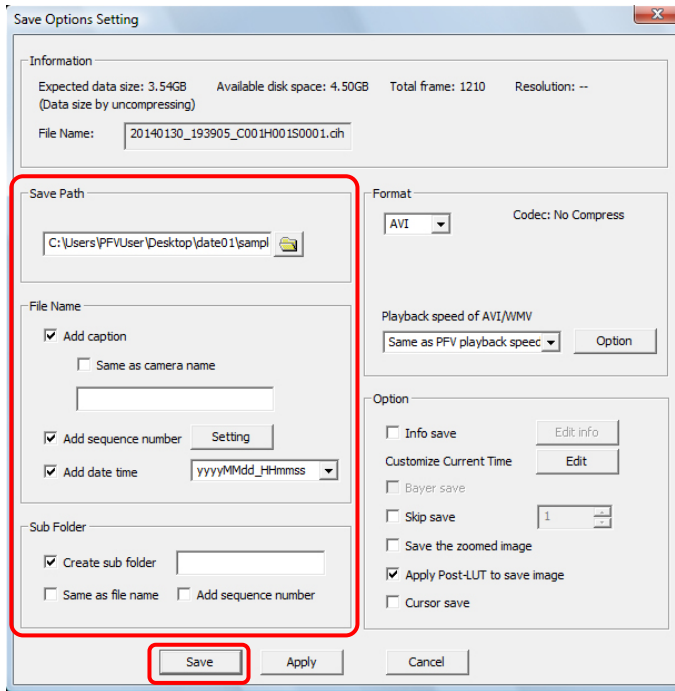 Save Options Setting
Information
Expected data size: 3.54GB Available disk space: 4.50GB Total frame: 1210 Resolution: --
(Data size by uncompressing)
File Name: 20140130_193905_C001H001S0001.cih
Save Path
C:\Users\PFVUser\Desktop\date01\sampl
File Name
Add caption
Same as camera name
Add sequence number Setting
Add date time yyyyMMdd_HHmmss
Sub Folder
Create sub folder
Same as file name Add sequence number
Format
AVI Codec: No Compress
Playback speed of AVI/WMV
Same as PFV playback speed Option
Option
Info save Edit info
Customize Current Time Edit
Bayer save
Skip save 1
Save the zoomed image
Apply Post-LUT to save image
Cursor save
Save Apply Cancel